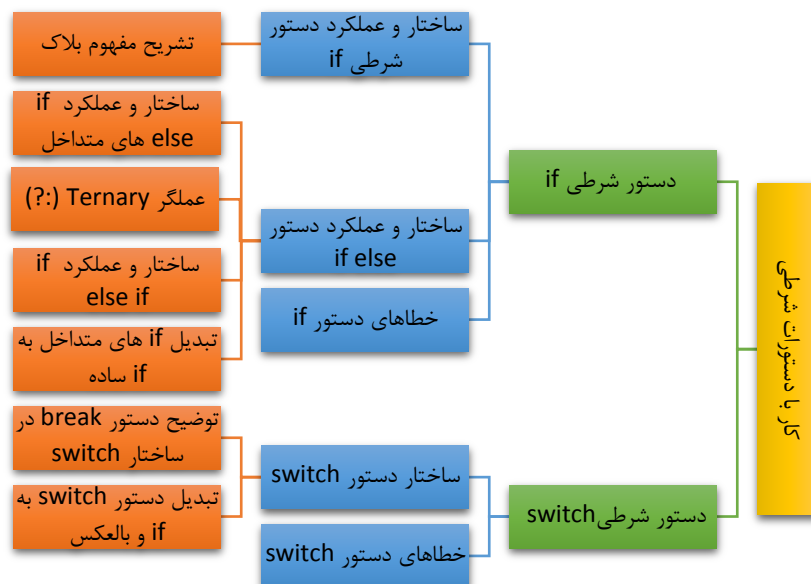 کار با دستورات شرطی
دستور شرطی if
ساختار و عملکرد دستور
شرطی if
تشریح مفهوم بلاک
ساختار و عملکرد دستور
if else
ساختار و عملکرد if
else های متداخل
عملگر Ternary (?:)
ساختار و عملکرد if
else if
تبدیل if های متداخل به
if ساده
خطاهای دستور if
دستور شرطیswitch
ساختار دستور switch
توضیح دستور break در
ساختار switch
تبدیل دستور switch به
if و بالعکس
خطاهای دستور switch